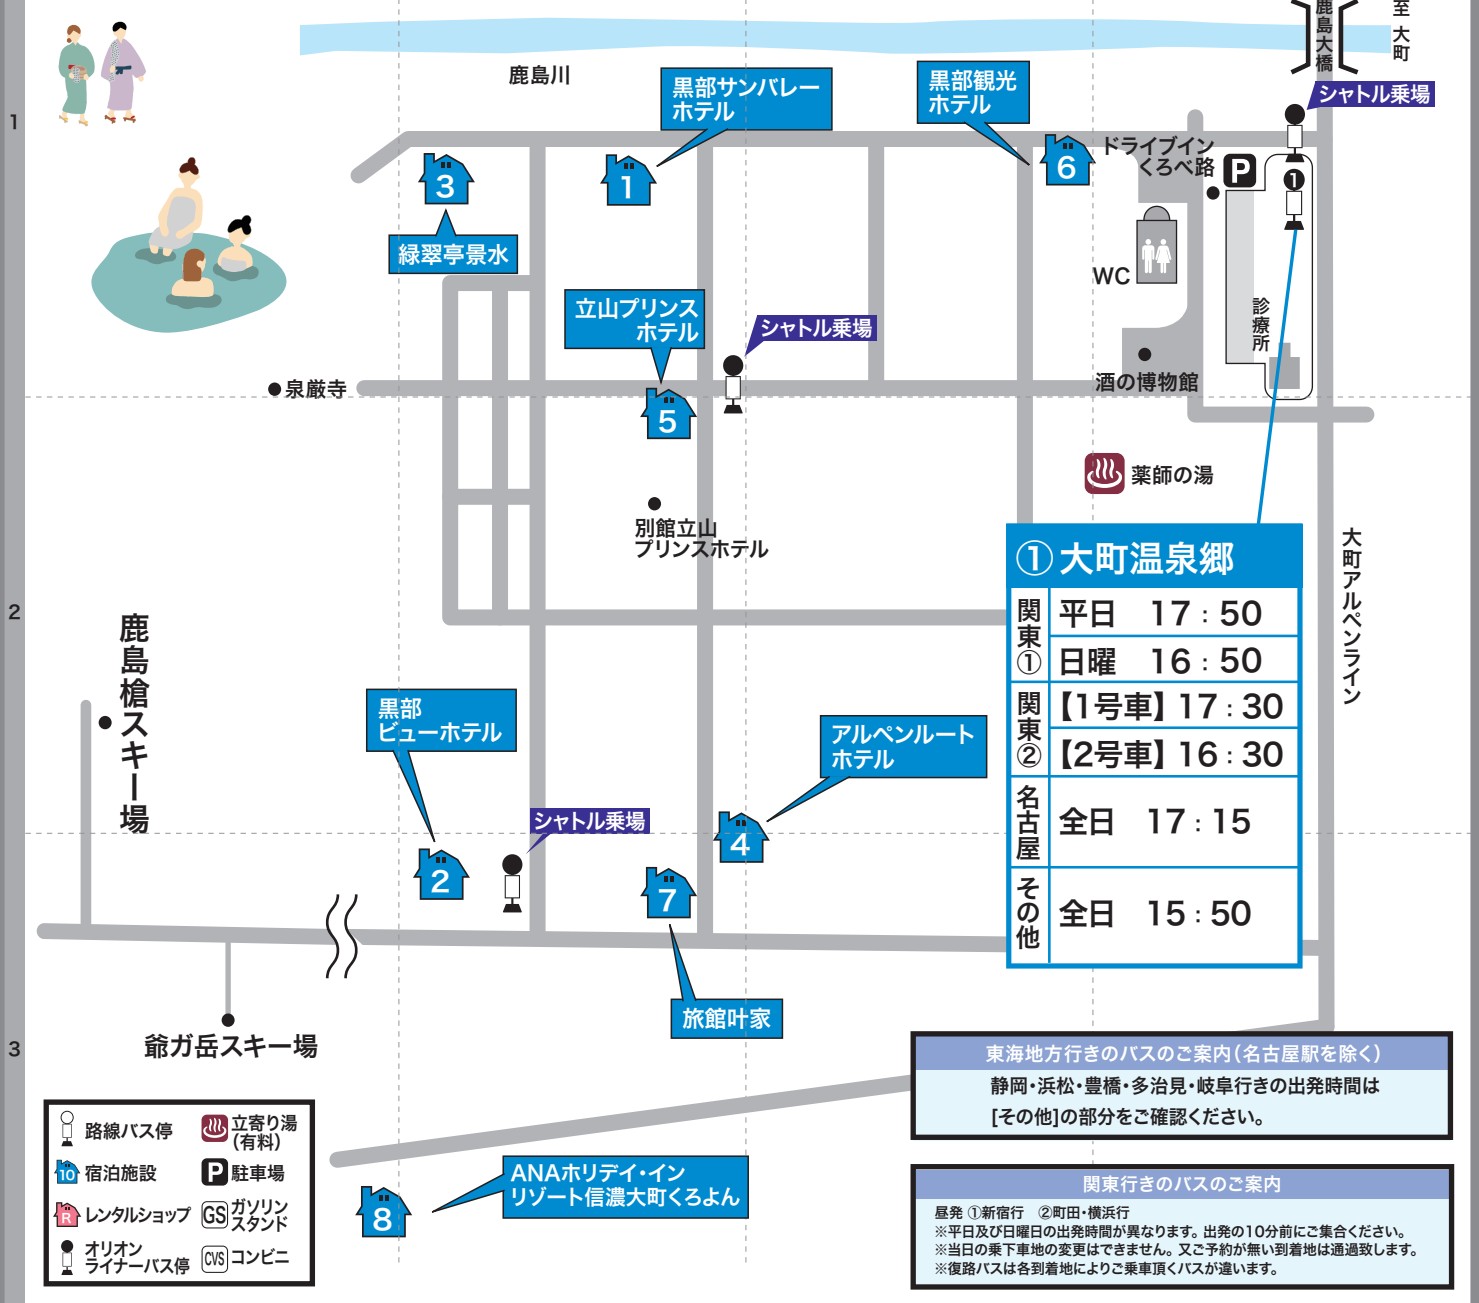 鹿島大橋
至 大町
鹿島川
黒部サンバレー
ホテル
黒部観光
ホテル
シャトル乗場
1
3
1
6
ドライブイン
くろべ路
P
❶
緑翠亭景水
WC
立山プリンス
ホテル
シャトル乗場
診療所
泉厳寺
酒の博物館
5
薬師の湯
別館立山
プリンスホテル
大町アルペンライン
2
鹿島槍スキー場
①大町温泉郷
関東①
平日 17:50
日曜 16:50
関東②
【1号車】17:30
【2号車】16:30
名古屋
全日 17:15
その他
全日 15:50
黒部
ビューホテル
アルペンルート
ホテル
シャトル乗場
4
2
7
旅館叶家
3
爺ガ岳スキー場
東海地方行きのバスのご案内(名古屋駅を除く)
静岡・浜松・豊橋・多治見・岐阜行きの出発時間は
[その他]の部分をご確認ください。
路線バス停
立寄り湯
(有料)
10
宿泊施設
P
駐車場
R
レンタルショップ
GS
ガソリン
スタンド
オリオン
ライナーバス停
CVS
コンビニ
ANAホリデイ・イン
リゾート信濃大町くろよん
8
関東行きのバスのご案内
昼発 ①新宿行 ②町田・横浜行
※平日及び日曜日の出発時間が異なります。出発の10分前にご集合ください。
※当日の乗下車地の変更はできません。又ご予約が無い到着地は通過致します。
※復路バスは各到着地によりご乗車頂くバスが違います。